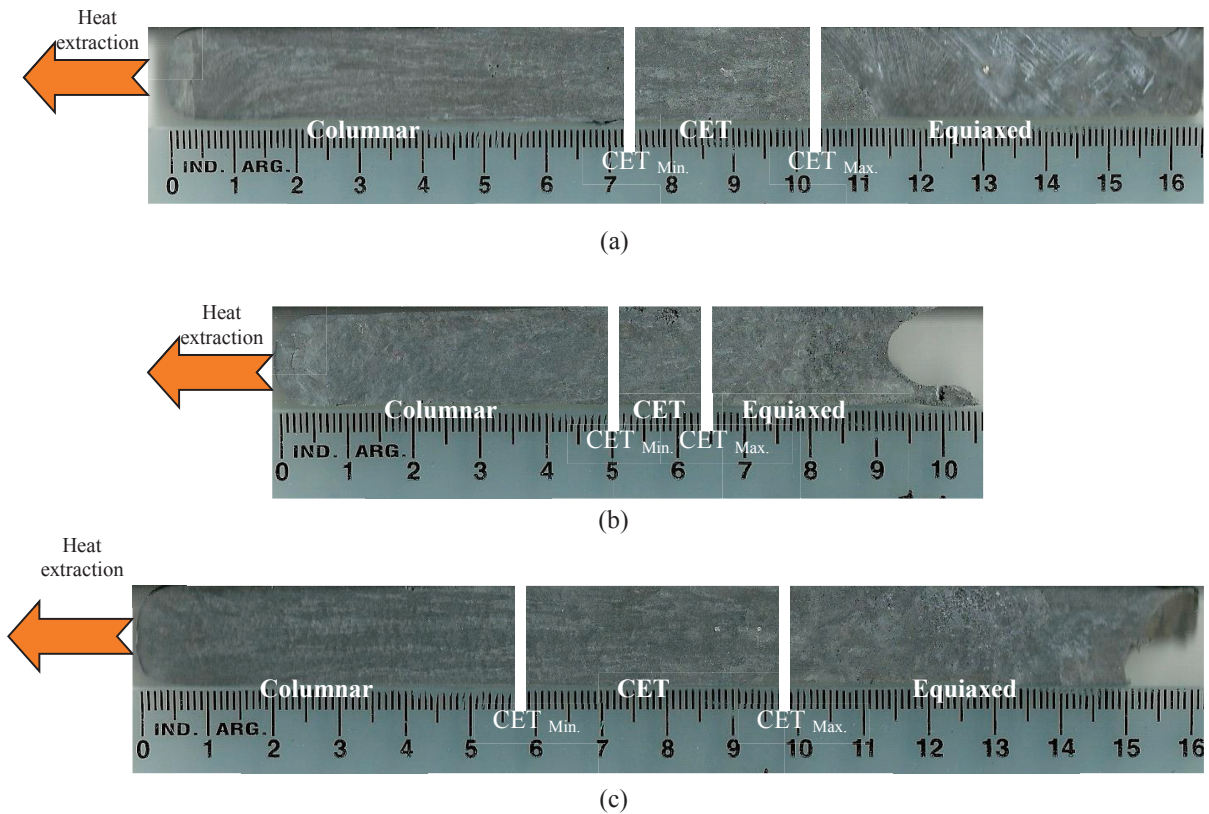 Heat
extraction
Columnar CET Equiaxed
IND. ARG. CET Min. CET Max.
0 1 2 3 4 5 6 7 8 9 10 11 12 13 14 15 16
(a)
Heat
extraction
Columnar CET Equiaxed
IND. ARG. CET Min. CET Max.
0 1 2 3 4 5 6 7 8 9 10
(b)
Heat
extraction
Columnar CET Equiaxed
IND. ARG. CET Min. CET Max.
0 1 2 3 4 5 6 7 8 9 10 11 12 13 14 15 16
(c)